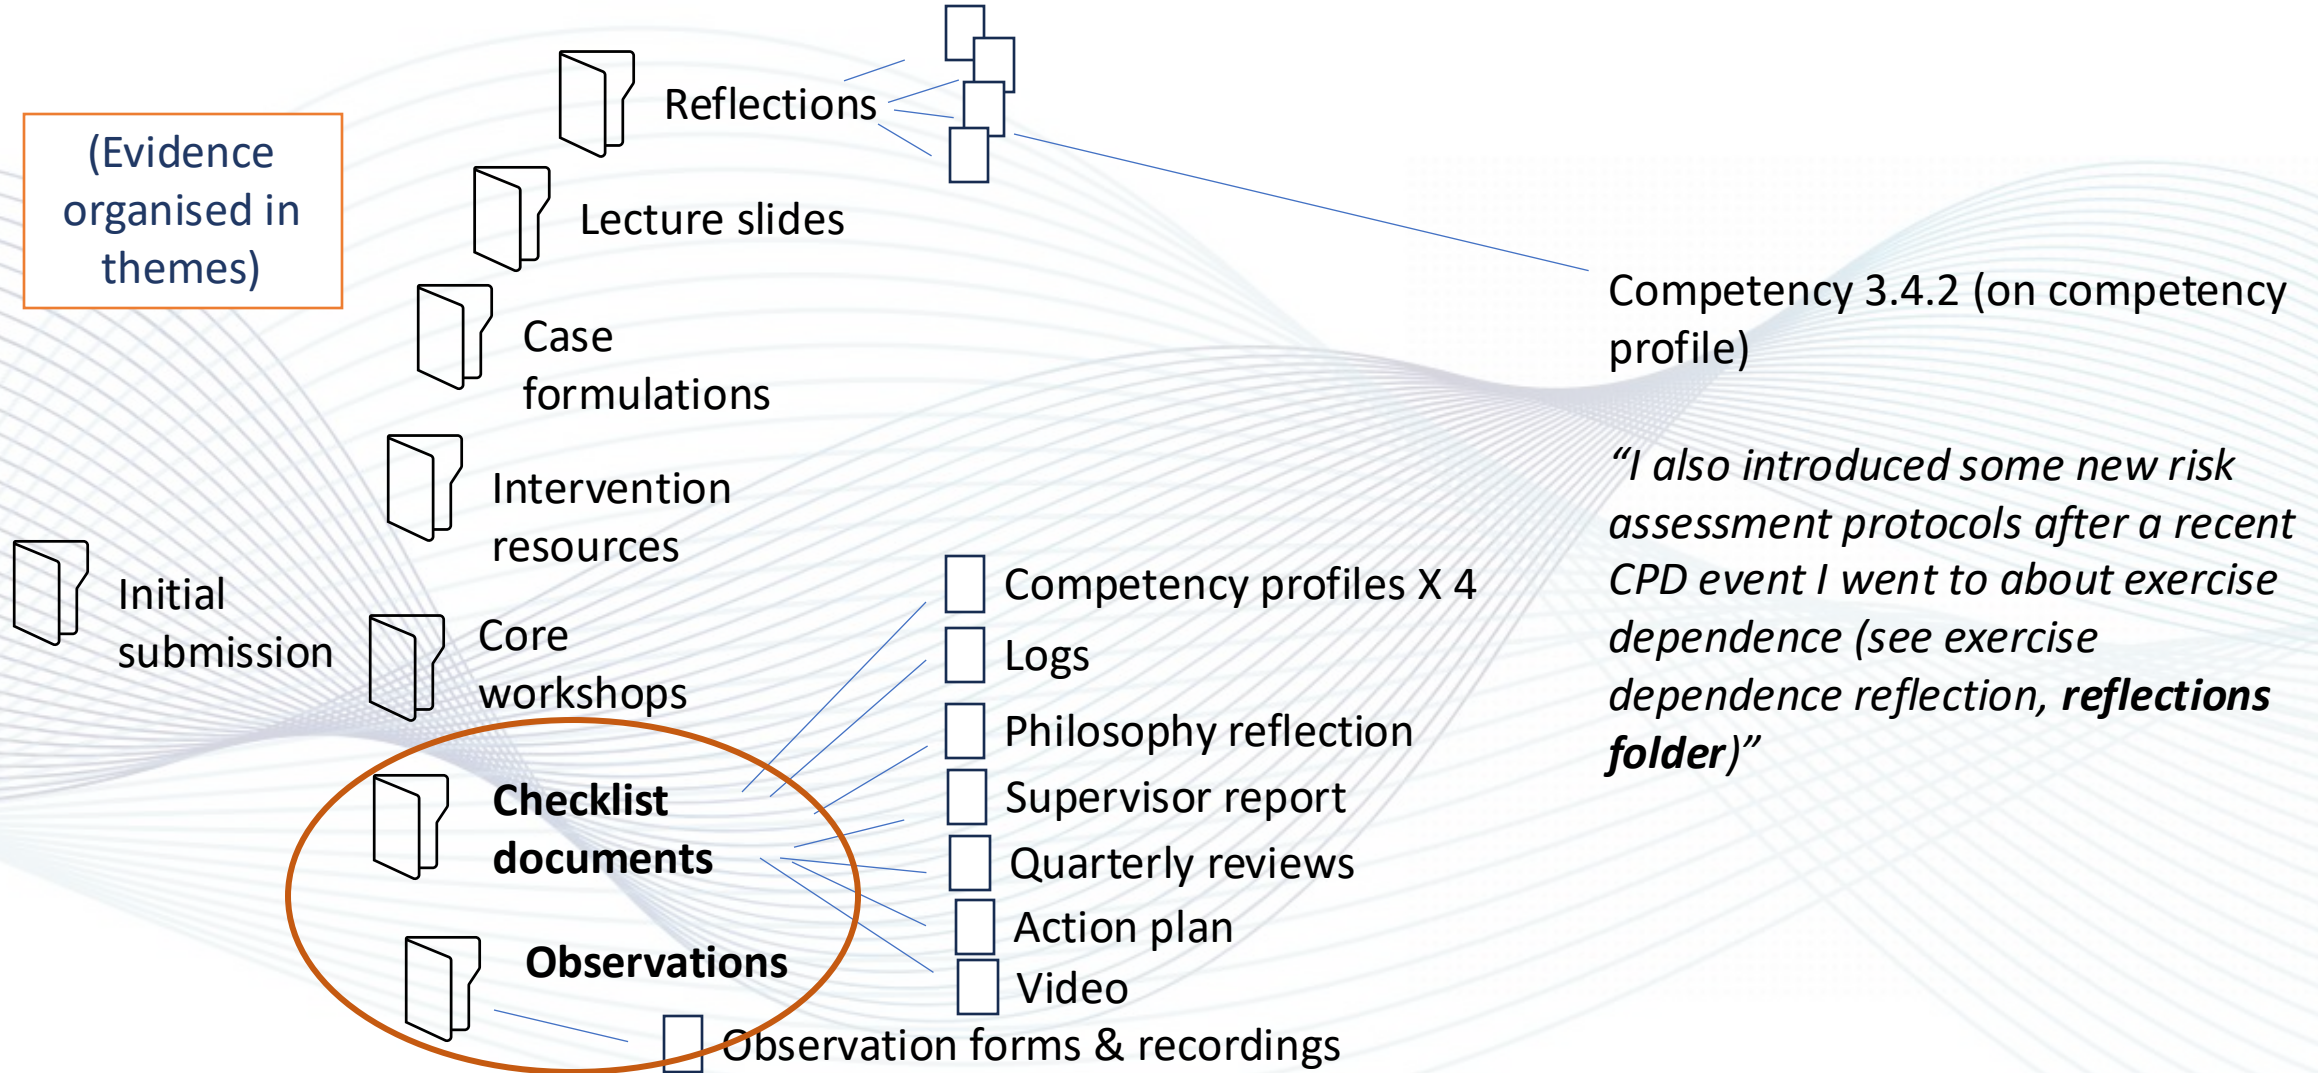 (Evidence
organised in
themes)
Reflections
Lecture slides
Case
formulations
Intervention
resources
Initial
submission
Core
workshops
Checklist
documents
Observations
Competency profiles X 4
Logs
Philosophy reflection
Supervisor report
Quarterly reviews
Action plan
Video
Observation forms & recordings
Competency 3.4.2 (on competency
profile)
“I also introduced some new risk
assessment protocols after a recent
CPD event I went to about exercise
dependence (see exercise
dependence reflection, reflections
folder)”